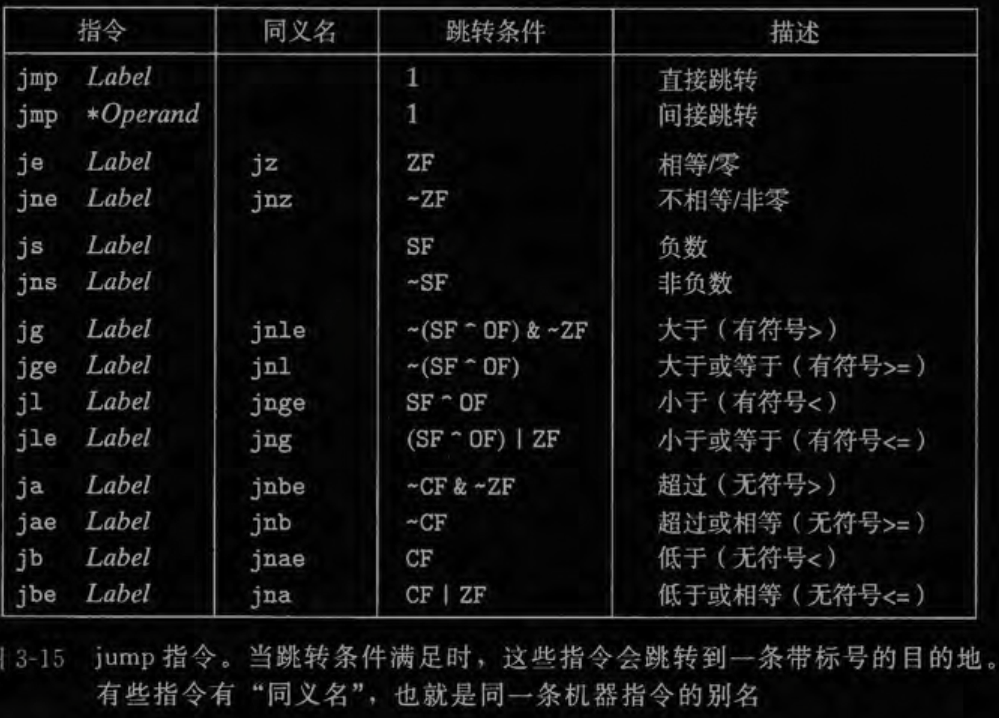 指令 同义名 跳转条件 描述
jmp Label 1 直接跳转
jmp *Operand 1 间接跳转
je Label jz ZF 相等/零
jne Label jnz ~ZF 不相等/非零
js Label SF 负数
jns Label ~SF 非负数
jg Label jnle ~(SF ^ OF) & ~ZF 大于（有符号>）
jge Label jnl ~(SF ^ OF) 大于或等于（有符号>=）
jl Label jnge SF ^ OF 小于（有符号<）
jle Label jng (SF ^ OF) | ZF 小于或等于（有符号<=）
ja Label jnbe ~CF & ~ZF 超过（无符号>）
jae Label jnb ~CF 超过或相等（无符号>=）
jb Label jnae CF 低于（无符号<）
jbe Label jna CF | ZF 低于或相等（无符号<=）
3-15 jump 指令。当跳转条件满足时，这些指令会跳转到一条带标号的目的地。
有些指令有“同义名”，也就是同一条机器指令的别名